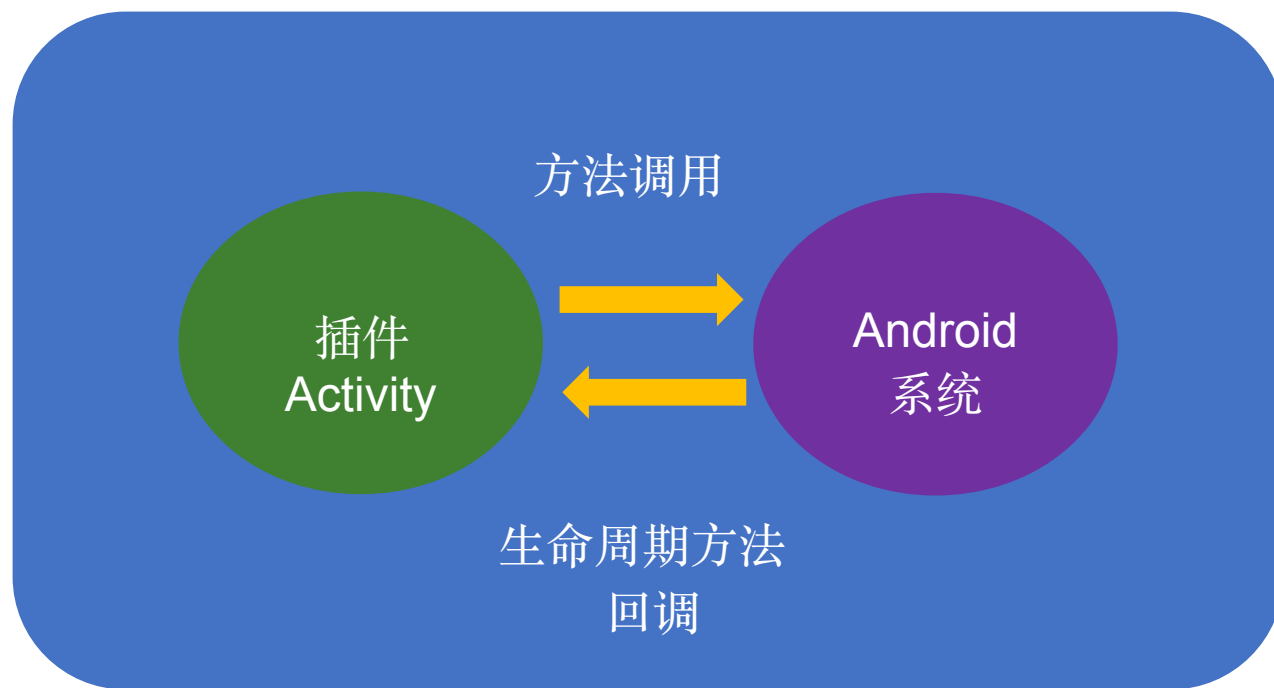 方法调用
插件
Activity
Android
系统
生命周期方法
回调